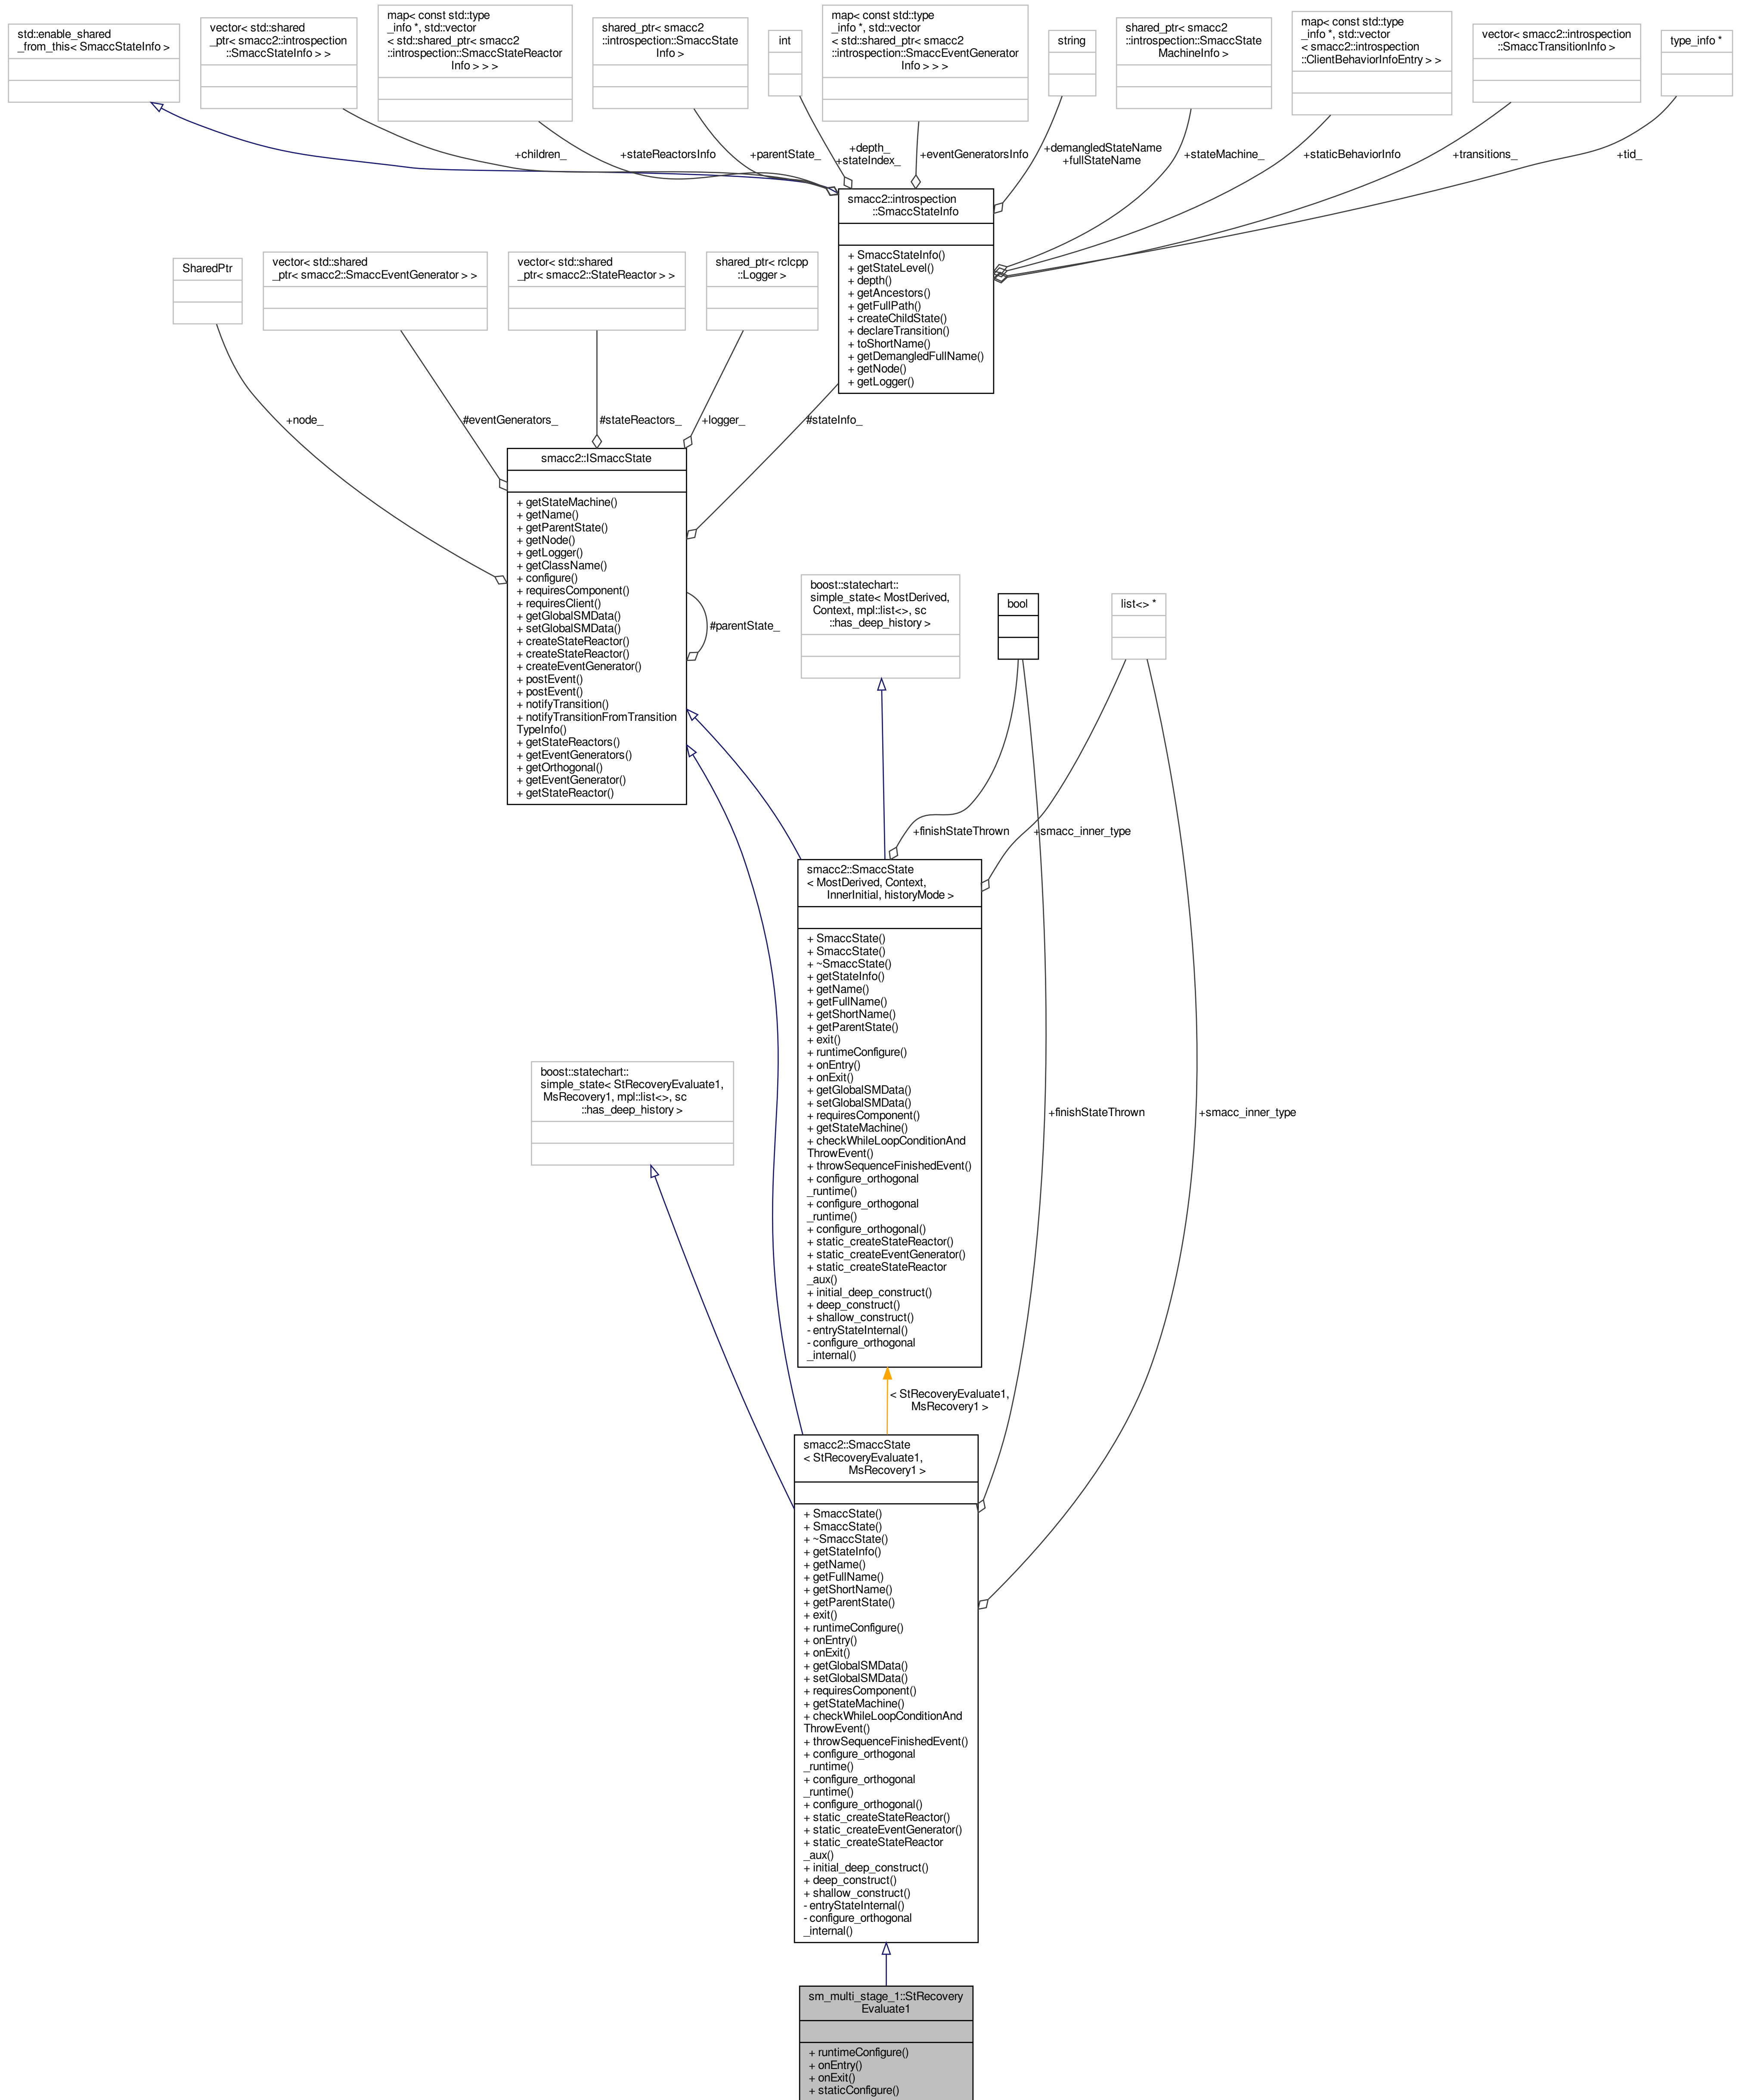 std::enable_shared
_from_this< SmaccStateInfo >
vector< std::shared
_ptr< smacc2::introspection
::SmaccStateInfo > >
map< const std::type
_info *, std::vector
< std::shared_ptr< smacc2
::introspection::SmaccStateReactor
Info > > >
shared_ptr< smacc2
::introspection::SmaccState
Info >
int
map< const std::type
_info *, std::vector
< std::shared_ptr< smacc2
::introspection::SmaccEventGenerator
Info > > >
string
shared_ptr< smacc2
::introspection::SmaccState
MachineInfo >
map< const std::type
_info *, std::vector
< smacc2::introspection
::ClientBehaviorInfoEntry > >
vector< smacc2::introspection
::SmaccTransitionInfo >
type_info *
+children_
+stateReactorsInfo
+parentState_
+depth_
+stateIndex_
+eventGeneratorsInfo
+demangledStateName
+fullStateName
+stateMachine_
+staticBehaviorInfo
+transitions_
+tid_
smacc2::introspection
::SmaccStateInfo
+ SmaccStateInfo()
+ getStateLevel()
+ depth()
+ getAncestors()
+ getFullPath()
+ createChildState()
+ declareTransition()
+ toShortName()
+ getDemangledFullName()
+ getNode()
+ getLogger()
SharedPtr
vector< std::shared
_ptr< smacc2::SmaccEventGenerator > >
vector< std::shared
_ptr< smacc2::StateReactor > >
shared_ptr< rclcpp
::Logger >
+node_
#eventGenerators_
#stateReactors_
+logger_
#stateInfo_
smacc2::ISmaccState
+ getStateMachine()
+ getName()
+ getParentState()
+ getNode()
+ getLogger()
+ getClassName()
+ configure()
+ requiresComponent()
+ requiresClient()
+ getGlobalSMData()
+ setGlobalSMData()
+ createStateReactor()
+ createStateReactor()
+ createEventGenerator()
+ postEvent()
+ postEvent()
+ notifyTransition()
+ notifyTransitionFromTransition
TypeInfo()
+ getStateReactors()
+ getEventGenerators()
+ getOrthogonal()
+ getEventGenerator()
+ getStateReactor()
#parentState_
boost::statechart::
simple_state< MostDerived,
Context, mpl::list<>, sc
::has_deep_history >
bool
list<> *
+finishStateThrown
+smacc_inner_type
smacc2::SmaccState
< MostDerived, Context,
InnerInitial, historyMode >
+ SmaccState()
+ SmaccState()
+ ~SmaccState()
+ getStateInfo()
+ getName()
+ getFullName()
+ getShortName()
+ getParentState()
+ exit()
+ runtimeConfigure()
+ onEntry()
+ onExit()
+ getGlobalSMData()
+ setGlobalSMData()
+ requiresComponent()
+ getStateMachine()
+ checkWhileLoopConditionAnd
ThrowEvent()
+ throwSequenceFinishedEvent()
+ configure_orthogonal
_runtime()
+ configure_orthogonal
_runtime()
+ configure_orthogonal()
+ static_createStateReactor()
+ static_createEventGenerator()
+ static_createStateReactor
_aux()
+ initial_deep_construct()
+ deep_construct()
+ shallow_construct()
- entryStateInternal()
- configure_orthogonal
_internal()
boost::statechart::
simple_state< StRecoveryEvaluate1,
MsRecovery1, mpl::list<>, sc
::has_deep_history >
+finishStateThrown
+smacc_inner_type
< StRecoveryEvaluate1,
MsRecovery1 >
smacc2::SmaccState
< StRecoveryEvaluate1,
MsRecovery1 >
+ SmaccState()
+ SmaccState()
+ ~SmaccState()
+ getStateInfo()
+ getName()
+ getFullName()
+ getShortName()
+ getParentState()
+ exit()
+ runtimeConfigure()
+ onEntry()
+ onExit()
+ getGlobalSMData()
+ setGlobalSMData()
+ requiresComponent()
+ getStateMachine()
+ checkWhileLoopConditionAnd
ThrowEvent()
+ throwSequenceFinishedEvent()
+ configure_orthogonal
_runtime()
+ configure_orthogonal
_runtime()
+ configure_orthogonal()
+ static_createStateReactor()
+ static_createEventGenerator()
+ static_createStateReactor
_aux()
+ initial_deep_construct()
+ deep_construct()
+ shallow_construct()
- entryStateInternal()
- configure_orthogonal
_internal()
sm_multi_stage_1::StRecovery
Evaluate1
+ runtimeConfigure()
+ onEntry()
+ onExit()
+ staticConfigure()